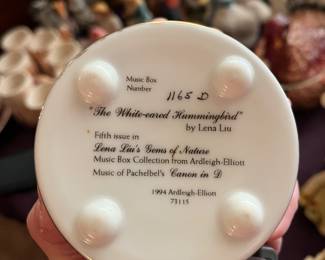 Music Box
Number 1165 D
"The White-eared Hummingbird"
by Lena Liu
Fifth issue in
Lena Liu's Gems of Nature
Music Box Collection from Ardleigh-Elliott
Music of Pachelbel's Canon in D
1994 Ardleigh-Elliott
73115